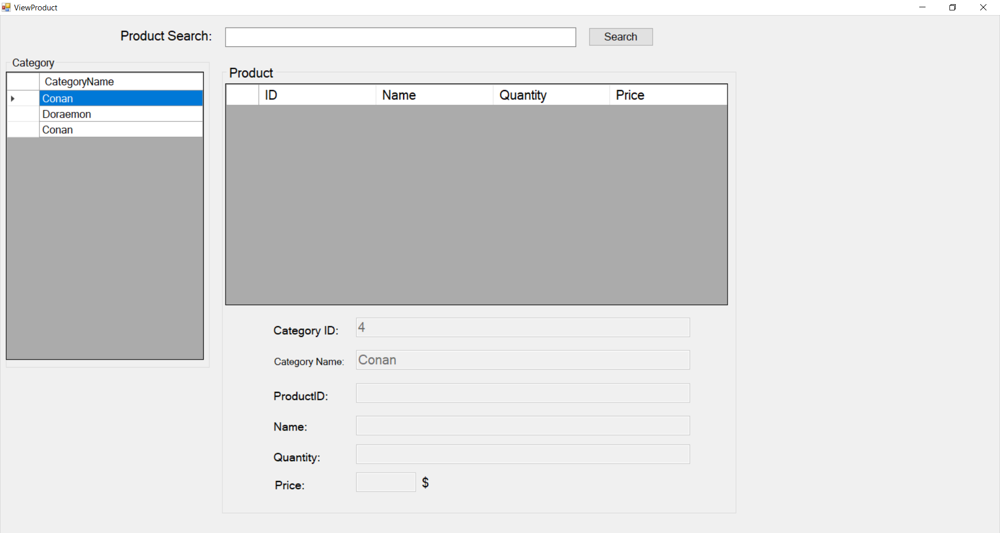 ViewProduct
Product Search:
Search
Category
CategoryName
Conan
Doraemon
Conan
Product
ID Name Quantity Price
Category ID: 4
Category Name: Conan
ProductID:
Name:
Quantity:
Price: $